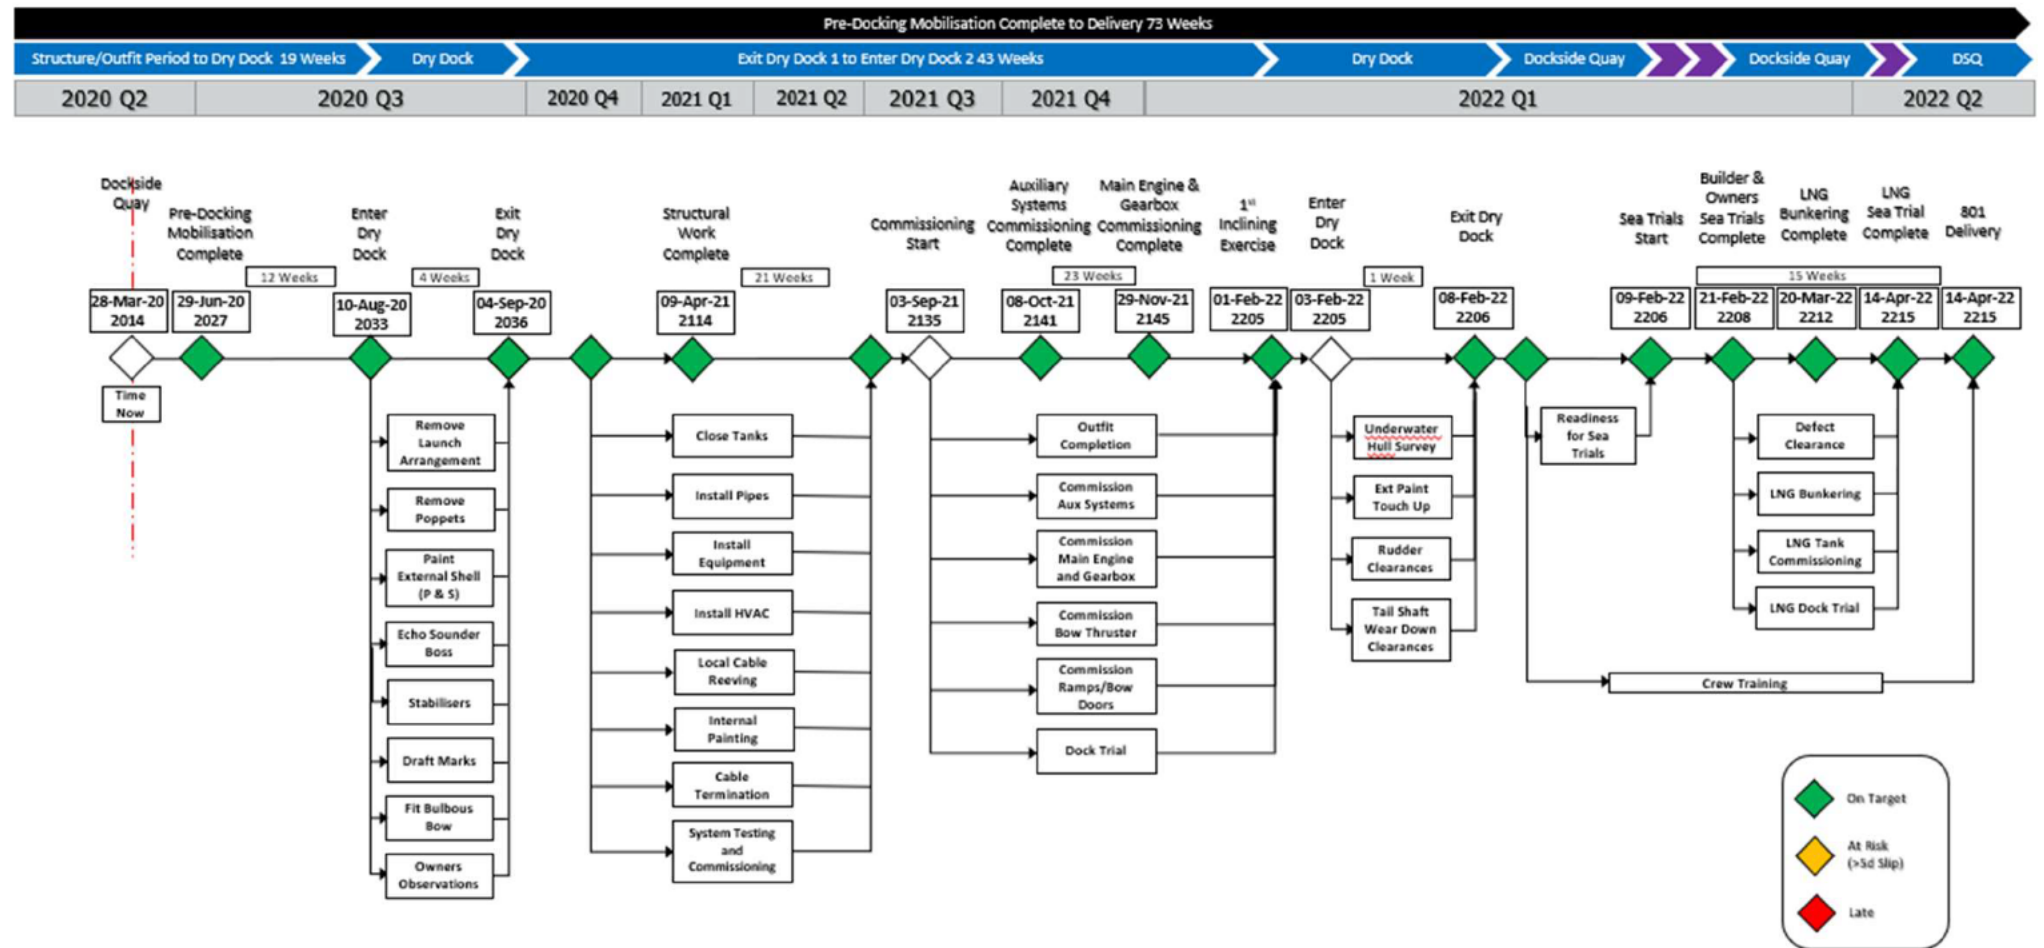 Pre-Docking Mobilisation Complete to Delivery 73 Weeks
Structure/Outfit Period to Dry Dock 19 Weeks
Dry Dock
Exit Dry Dock 1 to Enter Dry Dock 2 43 Weeks
Dry Dock
Dockside Quay
Dockside Quay
DSQ
2020 Q2
2020 Q3
2020 Q4
2021 Q1
2021 Q2
2021 Q3
2021 Q4
2022 Q1
2022 Q2
Dockside
Quay
Pre-Docking
Mobilisation
Complete
Enter
Dry
Dock
Exit
Dry
Dock
Structural
Work
Complete
Commissioning
Start
Auxiliary
Systems
Commissioning
Complete
Main Engine &
Gearbox
Commissioning
Complete
1st
Inclining
Exercise
Enter
Dry
Dock
Exit Dry
Dock
Sea Trials
Start
Builder &
Owners
Sea Trials
Complete
LNG
Bunkering
Complete
LNG
Sea Trial
Complete
801
Delivery
12 Weeks
4 Weeks
21 Weeks
23 Weeks
1 Week
15 Weeks
28-Mar-20
2014
29-Jun-20
2027
10-Aug-20
2033
04-Sep-20
2036
09-Apr-21
2114
03-Sep-21
2135
08-Oct-21
2141
29-Nov-21
2145
01-Feb-22
2205
03-Feb-22
2205
08-Feb-22
2206
09-Feb-22
2206
21-Feb-22
2208
20-Mar-22
2212
14-Apr-22
2215
14-Apr-22
2215
Time
Now
Remove
Launch
Arrangement
Remove
Poppets
Paint
External Shell
(P & S)
Echo Sounder
Boss
Stabilisers
Draft Marks
Fit Bulbous
Bow
Owners
Observations
Close Tanks
Install Pipes
Install
Equipment
Install HVAC
Local Cable
Reeving
Internal
Painting
Cable
Termination
System Testing
and
Commissioning
Outfit
Completion
Commission
Aux Systems
Commission
Main Engine
and Gearbox
Commission
Bow Thruster
Commission
Ramps/Bow
Doors
Dock Trial
Underwater
Hull Survey
Ext Paint
Touch Up
Rudder
Clearances
Tail Shaft
Wear Down
Clearances
Readiness
for Sea
Trials
Defect
Clearance
LNG Bunkering
LNG Tank
Commissioning
LNG Dock Trial
Crew Training
On Target
At Risk
(>5d Slip)
Late